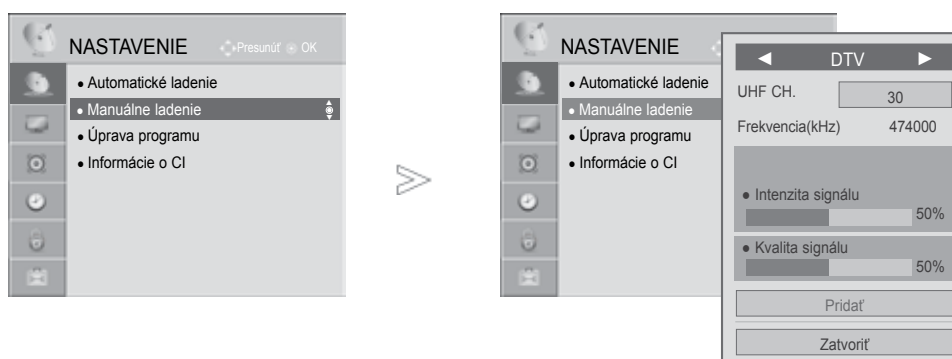 NASTAVENIE
Presunúť OK
• Automatické ladenie
• Manuálne ladenie
• Úprava programu
• Informácie o CI
NASTAVENIE
• Automatické ladenie
• Manuálne ladenie
• Úprava programu
• Informácie o CI
◄ DTV ►
UHF CH. 30
Frekvencia(kHz) 474000
• Intenzita signálu
50%
• Kvalita signálu
50%
Pridať
Zatvoriť